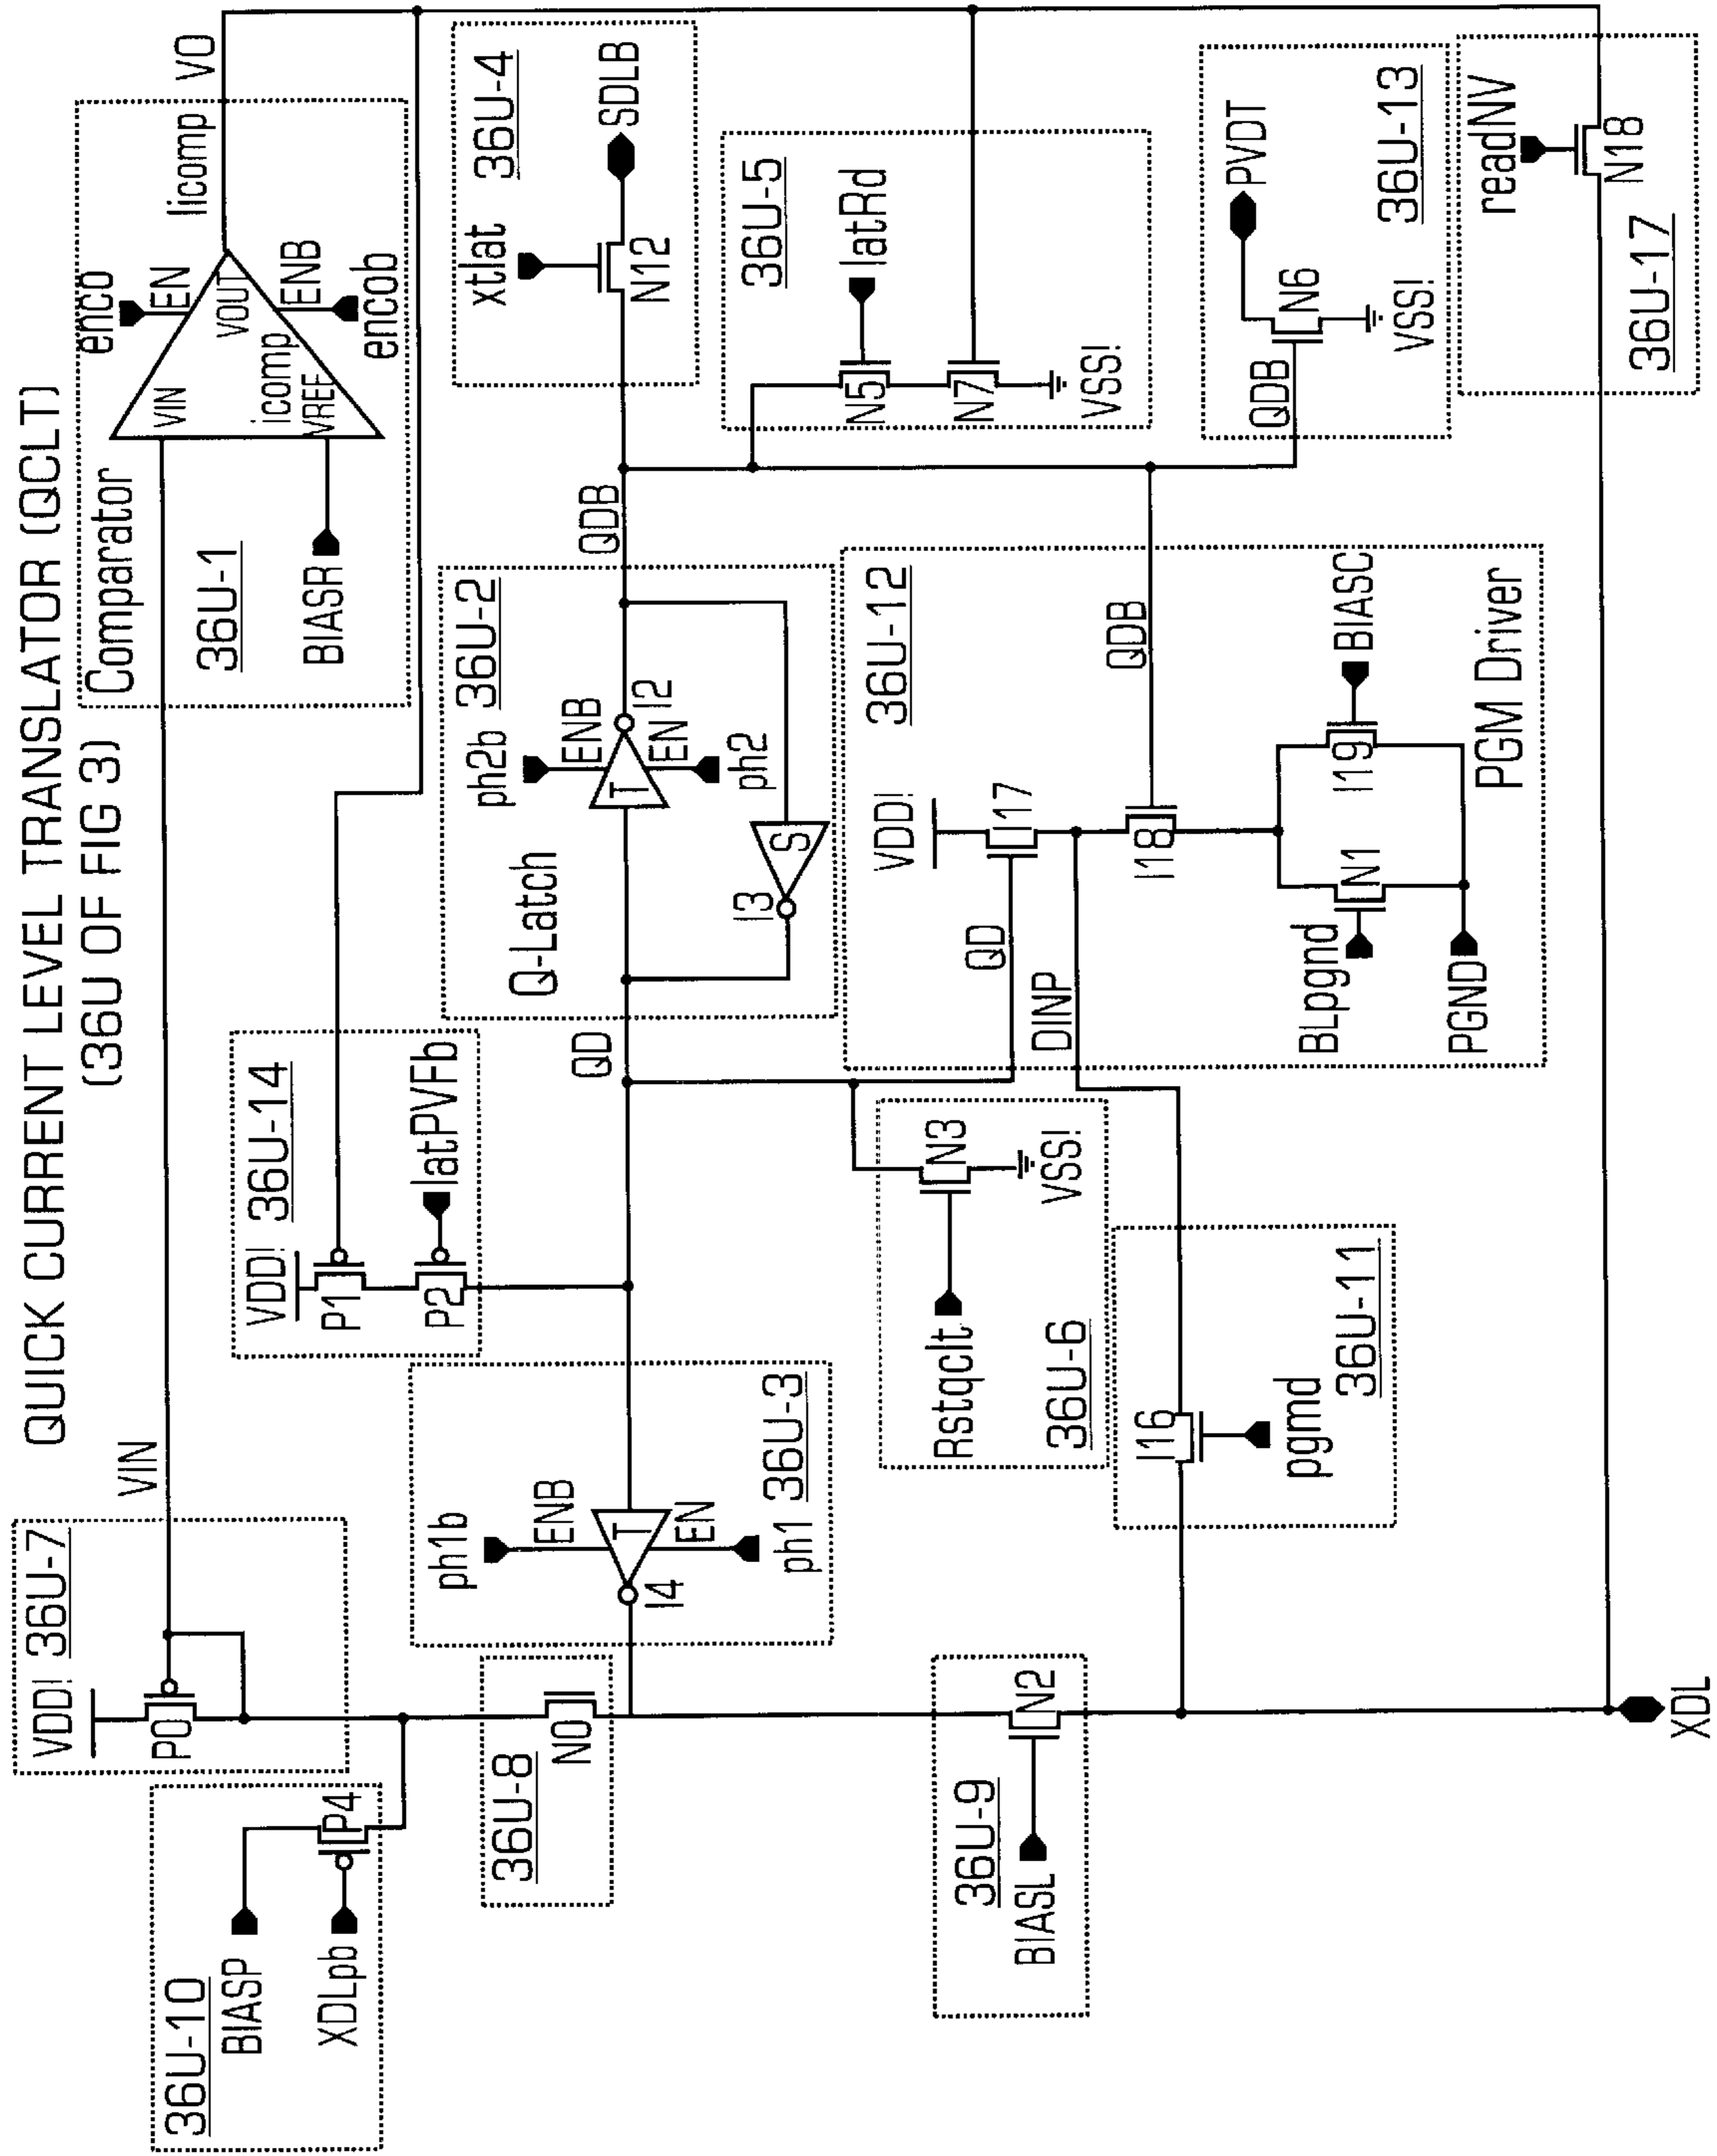 QUICK CURRENT LEVEL TRANSLATOR (QCLT)
(36U OF FIG 3)
36U-10
BIASP
XDLpb
P4
VDD! 36U-7
P0
VIN
36U-8
N0
36U-9
BIASL
N2
XDL
ph1b
ENB
T
EN
ph1
I4
36U-3
VDD! 36U-14
P1
P2
latPVFb
QD
Rstqclt
N3
VSS!
36U-6
I16
pgmd
36U-11
Comparator
36U-1
BIASR
VIN
icomp
VREF
VOUT
enco
EN
ENB
encob
Iicomp
VO
Q-Latch
36U-2
ph2b
ENB
T
EN
ph2
I2
I3
S
QDB
xtlat
36U-4
N12
SDLB
36U-5
latRd
N5
N7
VSS!
36U-12
VDD!
QD
I17
DINP
QDB
I18
BLpgnd
N1
I19
BIASC
PGND
PGM Driver
PVDT
QDB
N6
VSS!
36U-13
readNV
N18
36U-17